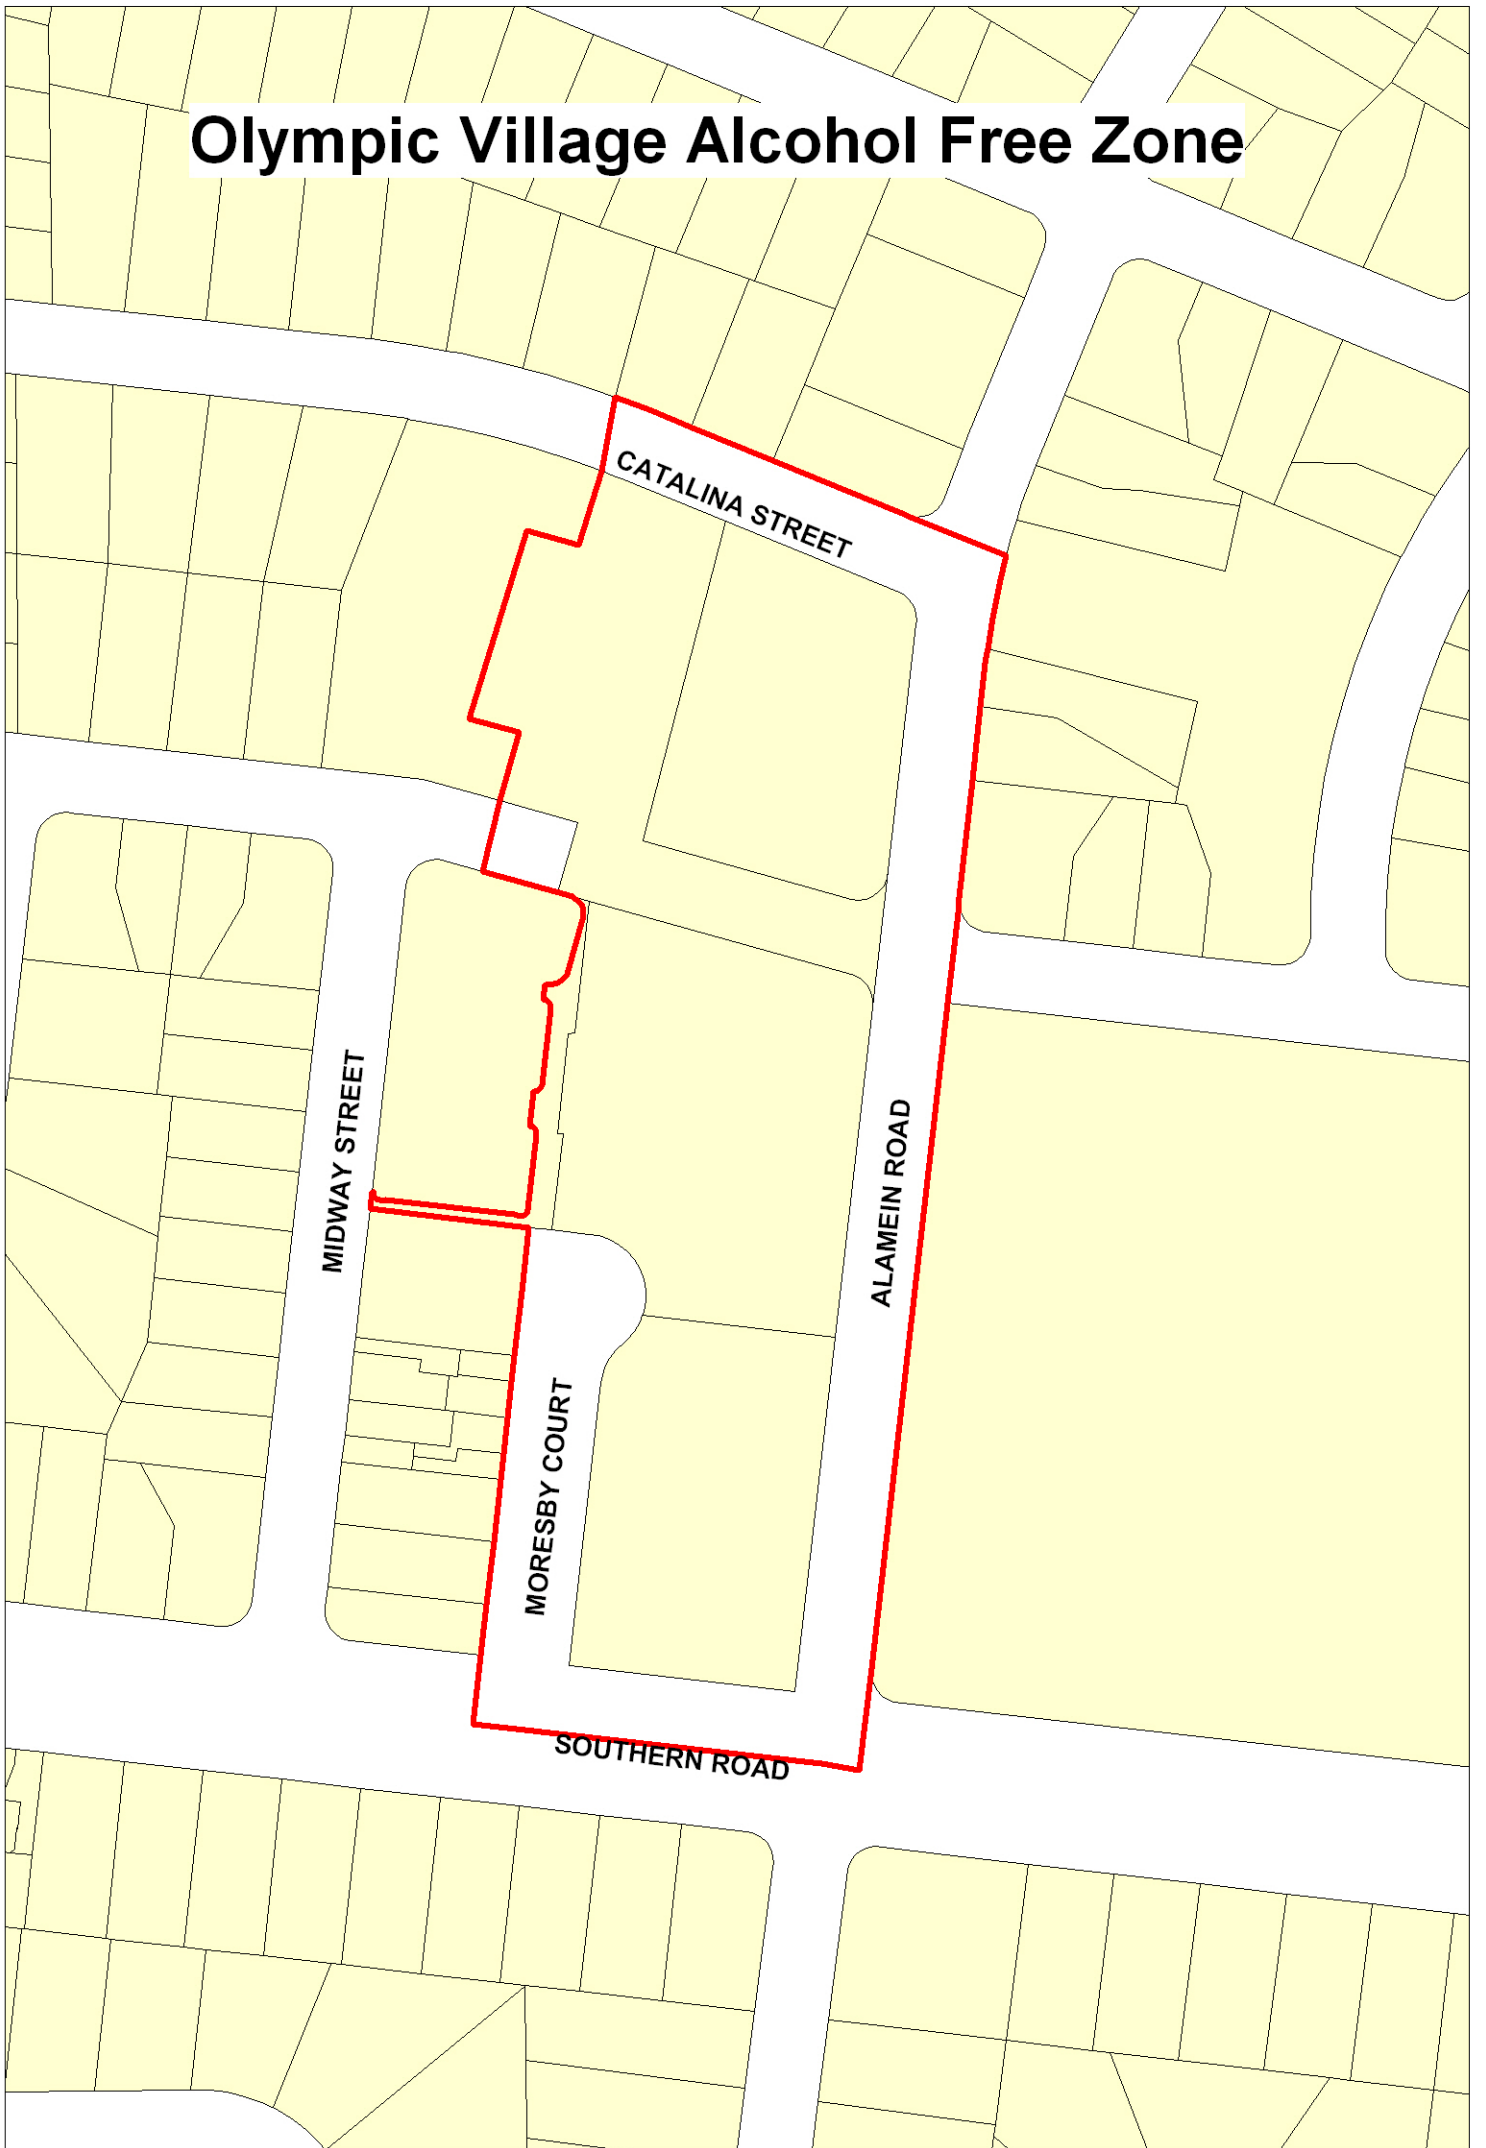 Olympic Village Alcohol Free Zone
CATALINA STREET
MIDWAY STREET
ALAMEIN ROAD
MORESBY COURT
SOUTHERN ROAD